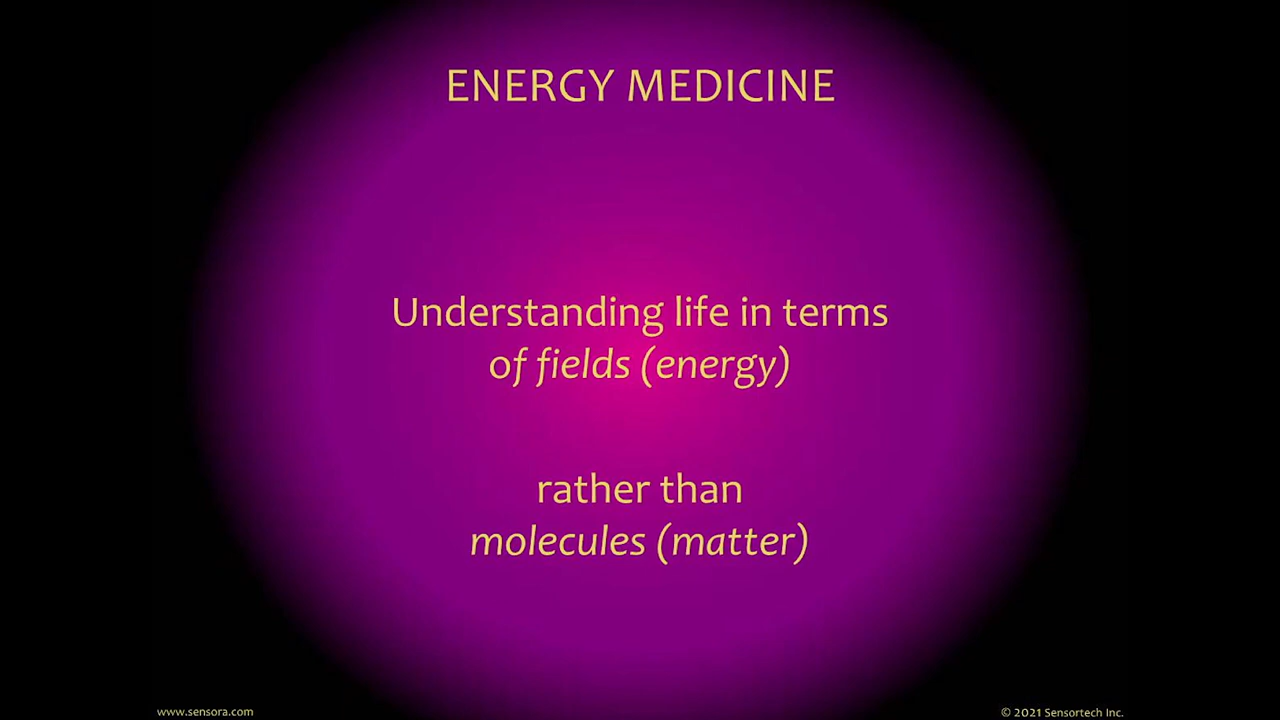 ENERGY MEDICINE
Understanding life in terms
of fields (energy)
rather than
molecules (matter)
www.sensora.com
© 2021 Sensortech Inc.